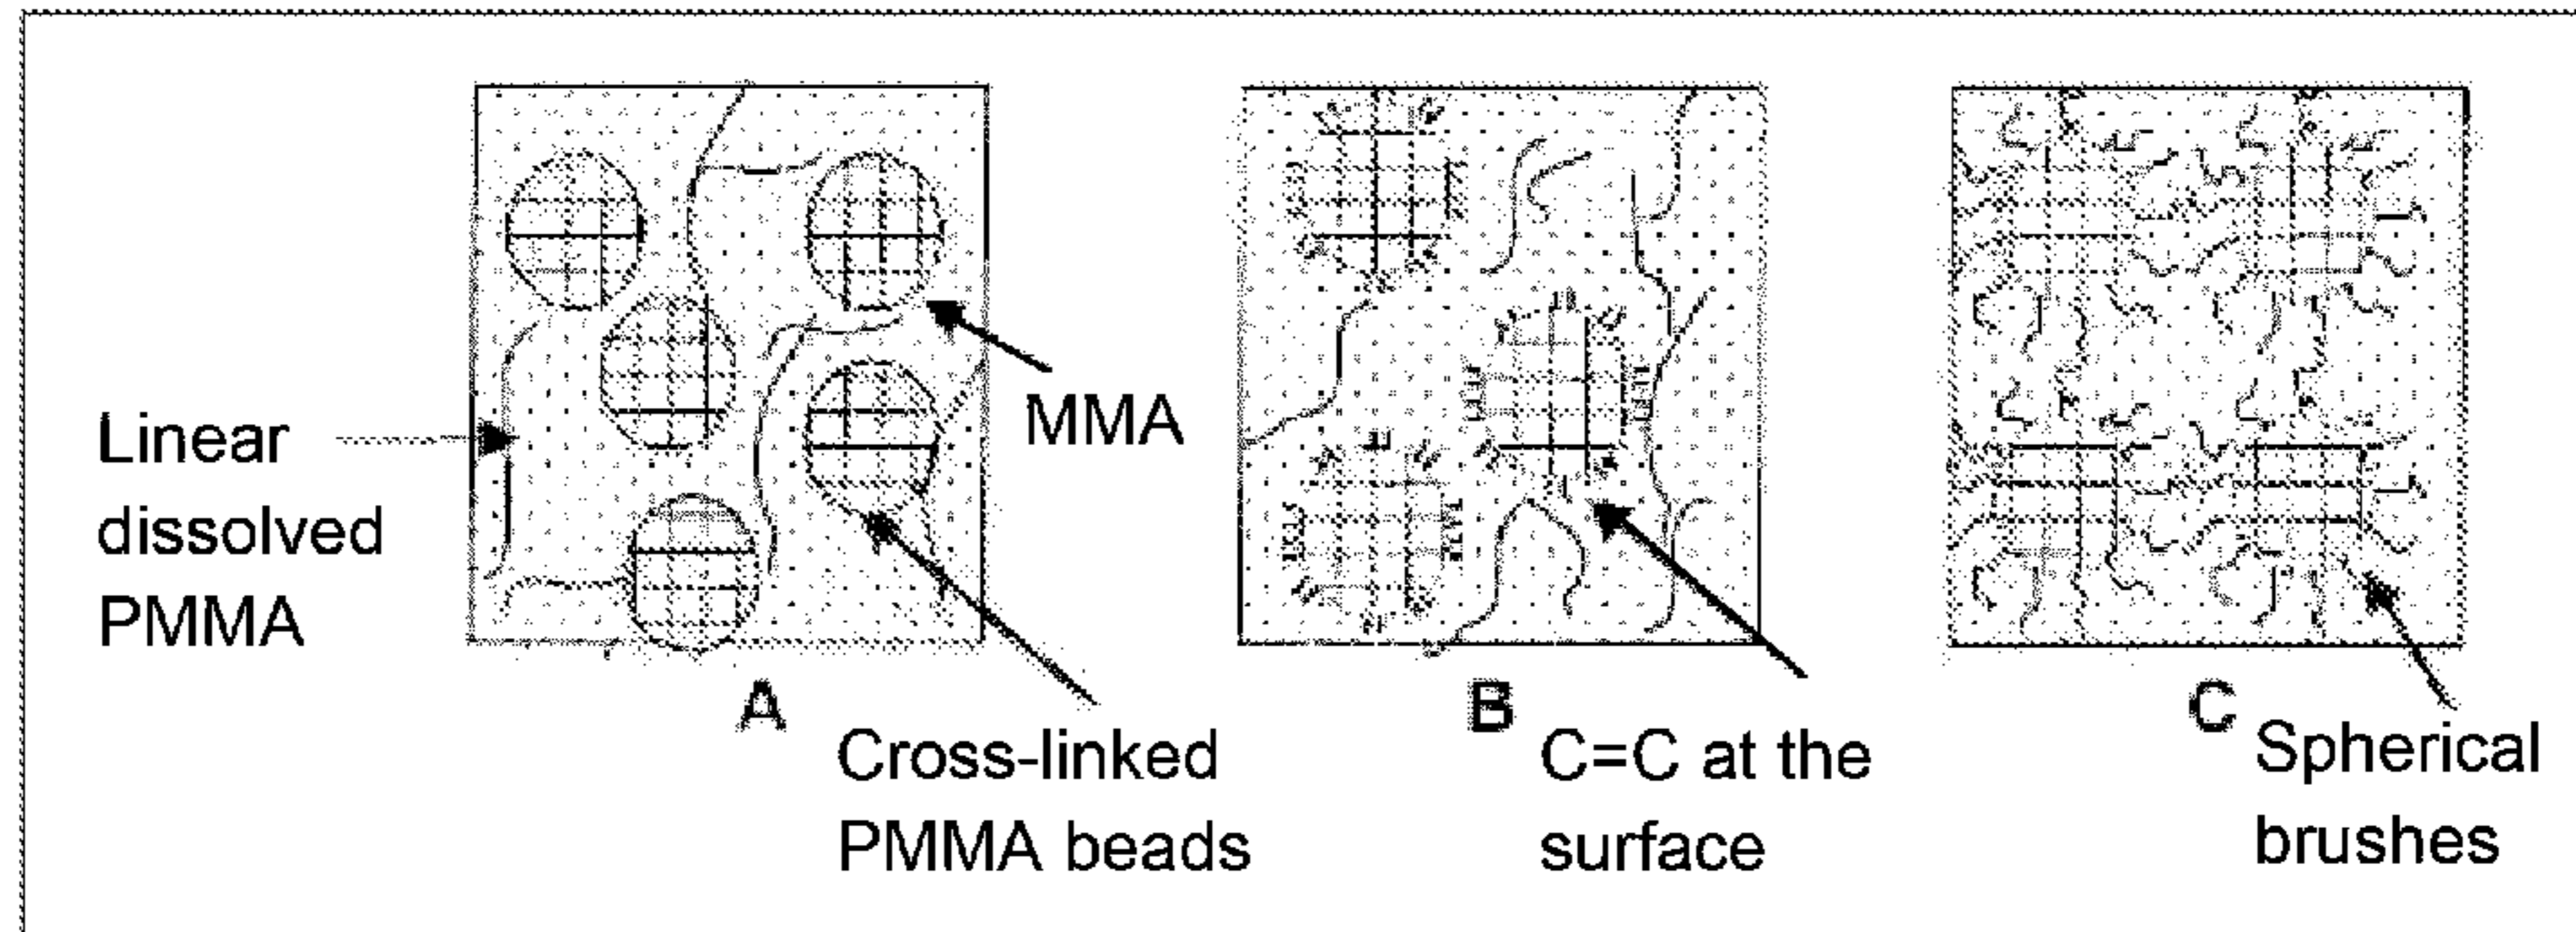 Linear
dissolved
PMMA
MMA
A
Cross-linked
PMMA beads
B
C=C at the
surface
C
Spherical
brushes